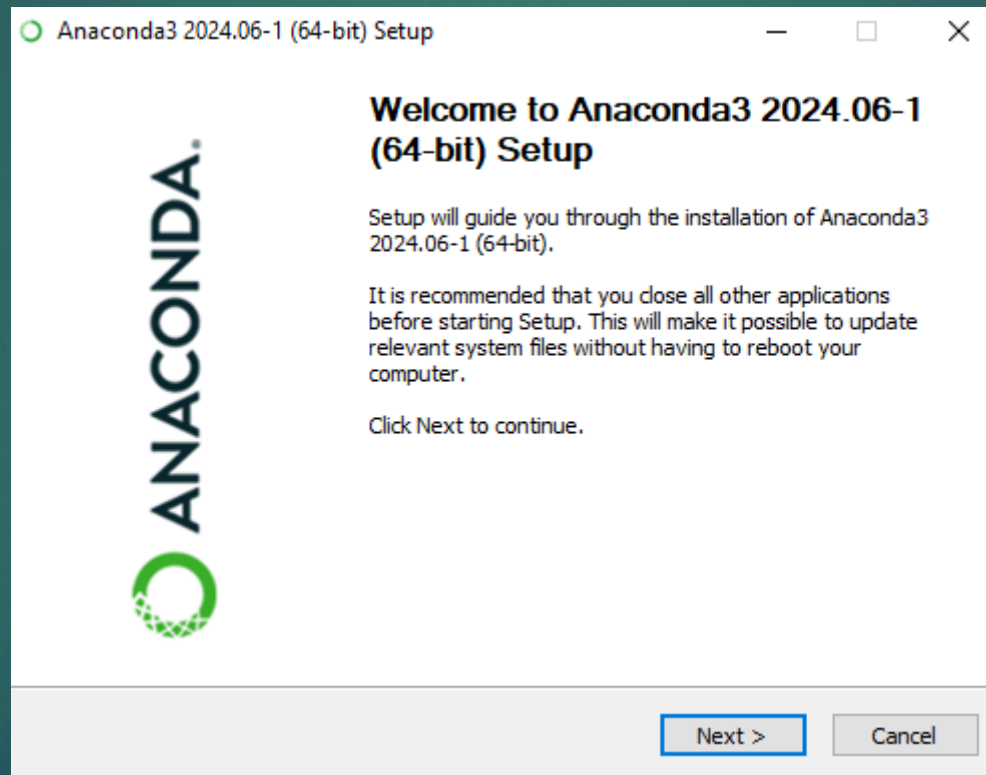 Anaconda3 2024.06-1 (64-bit) Setup
ANACONDA.
Welcome to Anaconda3 2024.06-1
(64-bit) Setup
Setup will guide you through the installation of Anaconda3
2024.06-1 (64-bit).
It is recommended that you close all other applications
before starting Setup. This will make it possible to update
relevant system files without having to reboot your
computer.
Click Next to continue.
Next >
Cancel